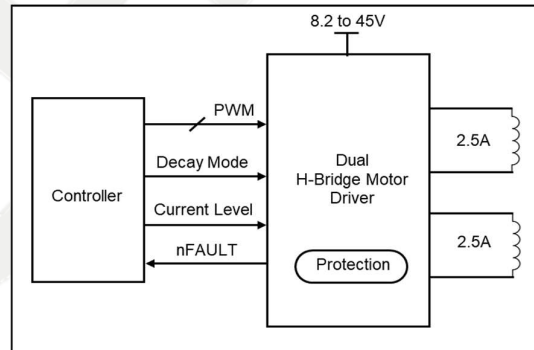 8.2 to 45V
PWM
Decay Mode
Current Level
nFAULT
Controller
Dual
H-Bridge Motor
Driver
Protection
2.5A
2.5A